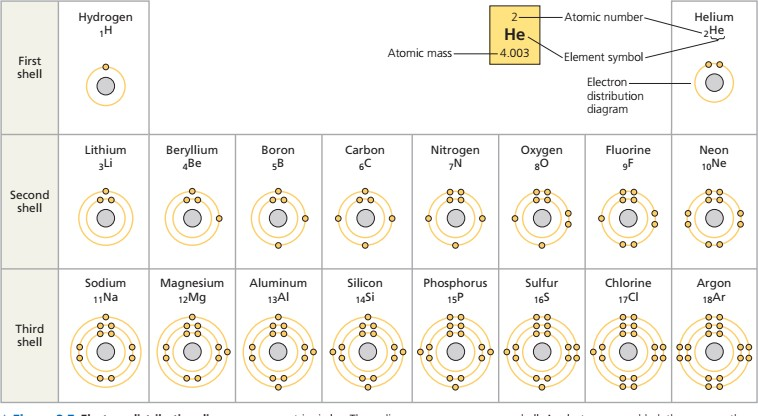 Hydrogen
1H
2
He
4.003
Atomic number
Atomic mass
Element symbol
Electron
distribution
diagram
Helium
2He
First
shell
Lithium
3Li
Beryllium
4Be
Boron
5B
Carbon
6C
Nitrogen
7N
Oxygen
8O
Fluorine
9F
Neon
10Ne
Second
shell
Sodium
11Na
Magnesium
12Mg
Aluminum
13Al
Silicon
14Si
Phosphorus
15P
Sulfur
16S
Chlorine
17Cl
Argon
18Ar
Third
shell